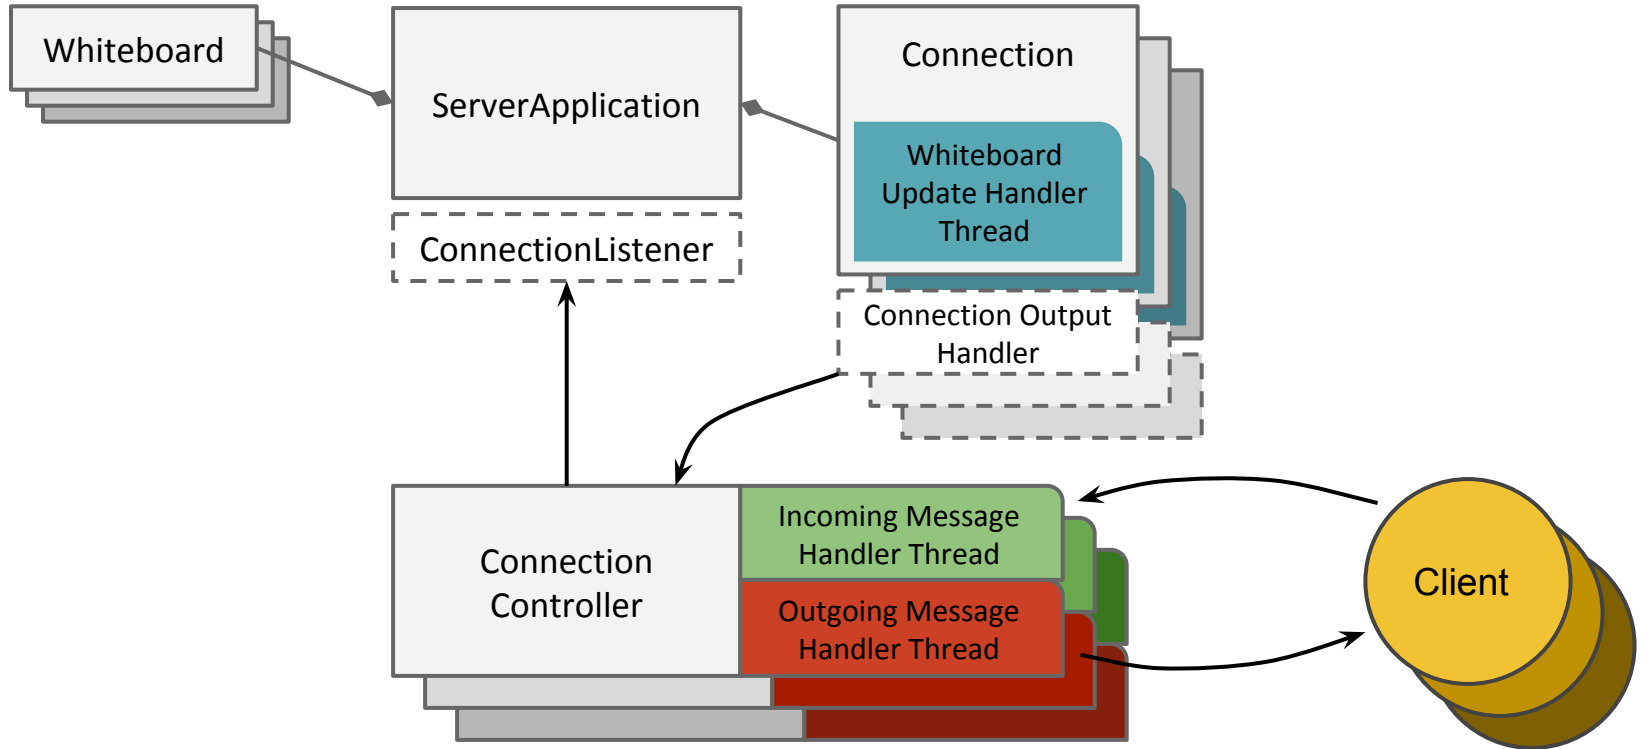 Whiteboard
ServerApplication
ConnectionListener
Connection
Whiteboard
Update Handler
Thread
Connection Output
Handler
Connection
Controller
Incoming Message
Handler Thread
Outgoing Message
Handler Thread
Client